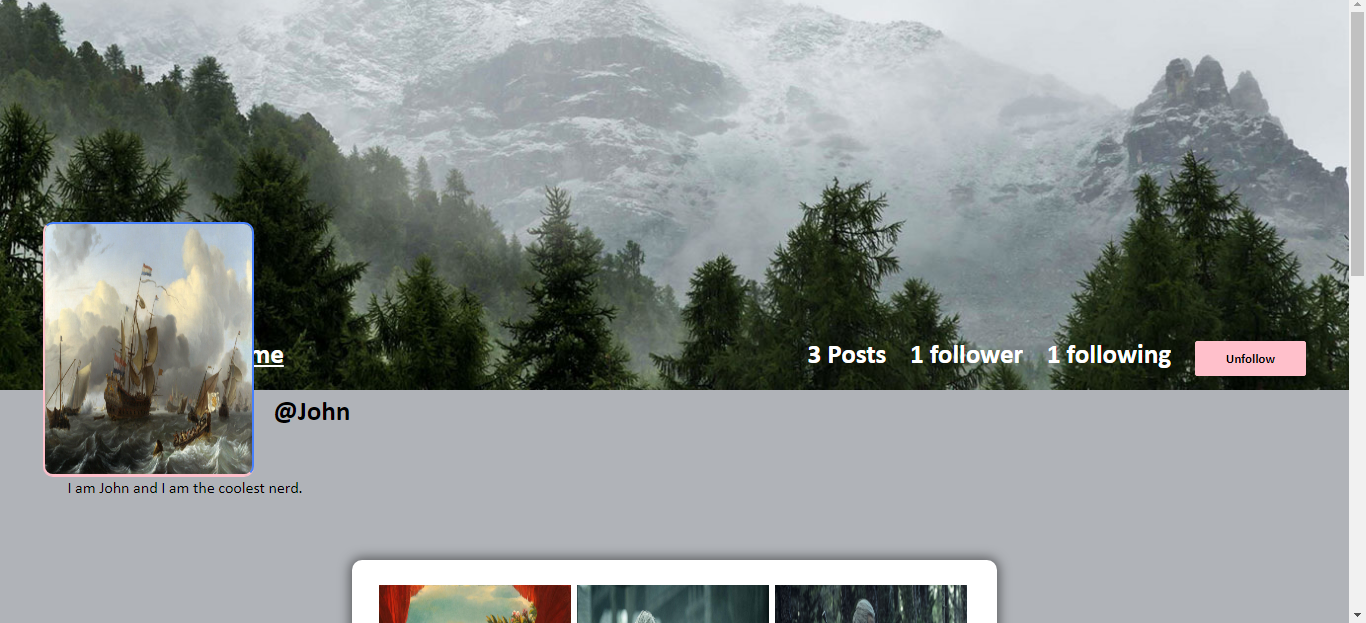 me
3 Posts 1 follower 1 following Unfollow
@John
I am John and I am the coolest nerd.